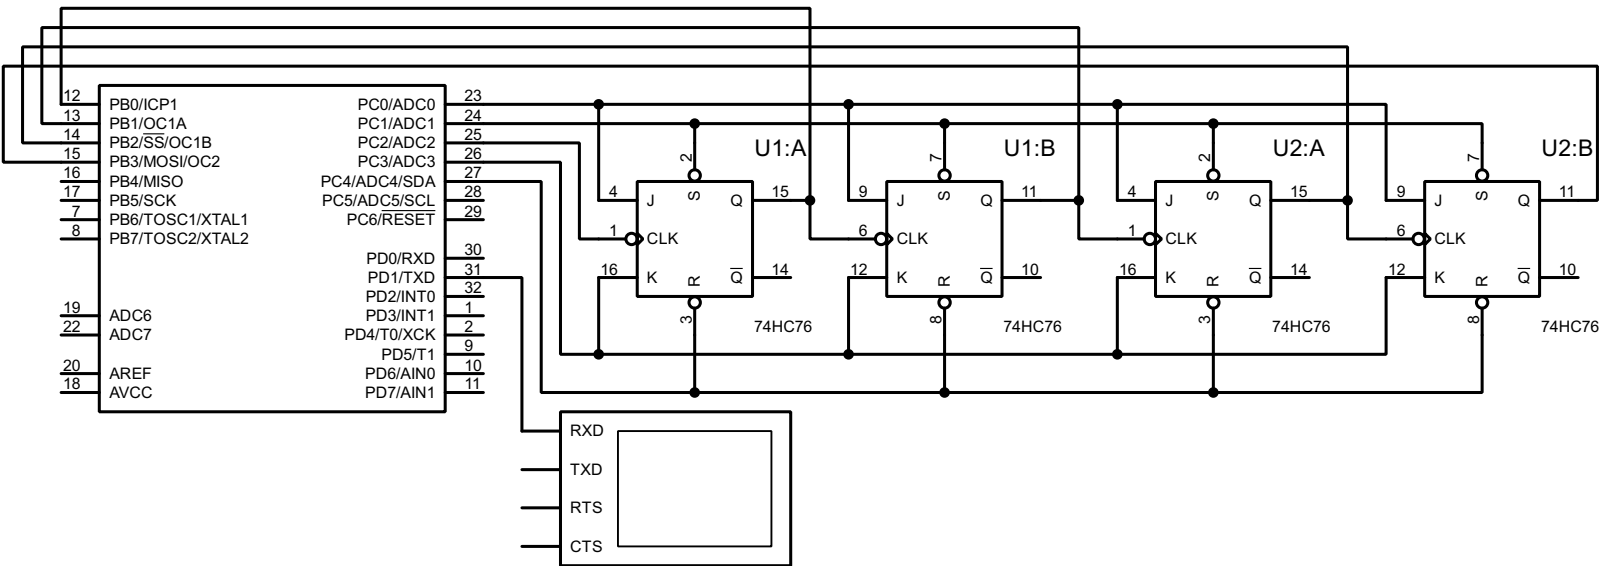 12 PB0/ICP1 PC0/ADC0 23
13 PB1/OC1A PC1/ADC1 24
14 PB2/SS/OC1B PC2/ADC2 25
15 PB3/MOSI/OC2 PC3/ADC3 26
16 PB4/MISO PC4/ADC4/SDA 27
17 PB5/SCK PC5/ADC5/SCL 28
7 PB6/TOSC1/XTAL1 PC6/RESET 29
8 PB7/TOSC2/XTAL2
PD0/RXD 30
PD1/TXD 31
PD2/INT0 32
19 ADC6 PD3/INT1 1
22 ADC7 PD4/T0/XCK 2
PD5/T1 9
20 AREF PD6/AIN0 10
18 AVCC PD7/AIN1 11
U1:A
2
S
4 J Q 15
1 CLK
16 K Q 14
R
3
74HC76
U1:B
7
S
9 J Q 11
6 CLK
12 K Q 10
R
8
74HC76
U2:A
2
S
4 J Q 15
1 CLK
16 K Q 14
R
3
74HC76
U2:B
7
S
9 J Q 11
6 CLK
12 K Q 10
R
8
74HC76
RXD
TXD
RTS
CTS